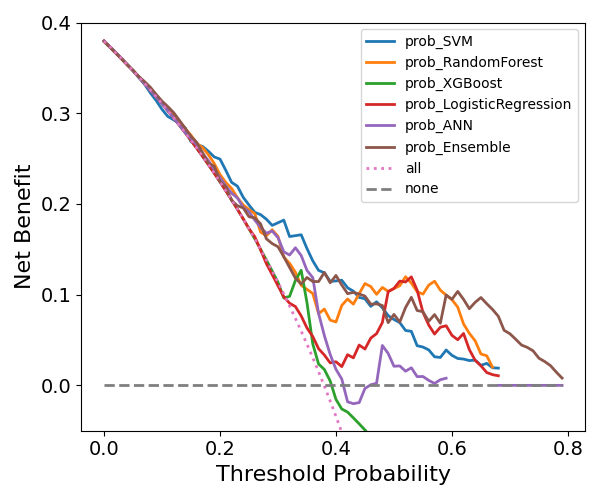 0.4
0.3
0.2
0.1
0.0
Net Benefit
prob_SVM
prob_RandomForest
prob_XGBoost
prob_LogisticRegression
prob_ANN
prob_Ensemble
all
none
0.0 0.2 0.4 0.6 0.8
Threshold Probability